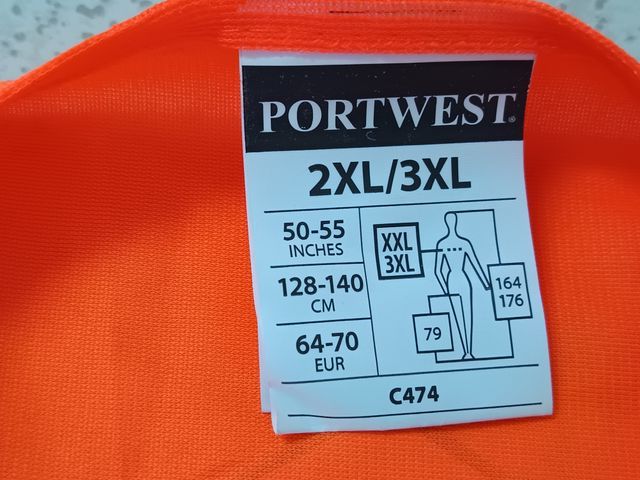 PORTWEST®
2XL/3XL
50-55
INCHES
128-140
CM
64-70
EUR
XXL
3XL
164
176
79
C474